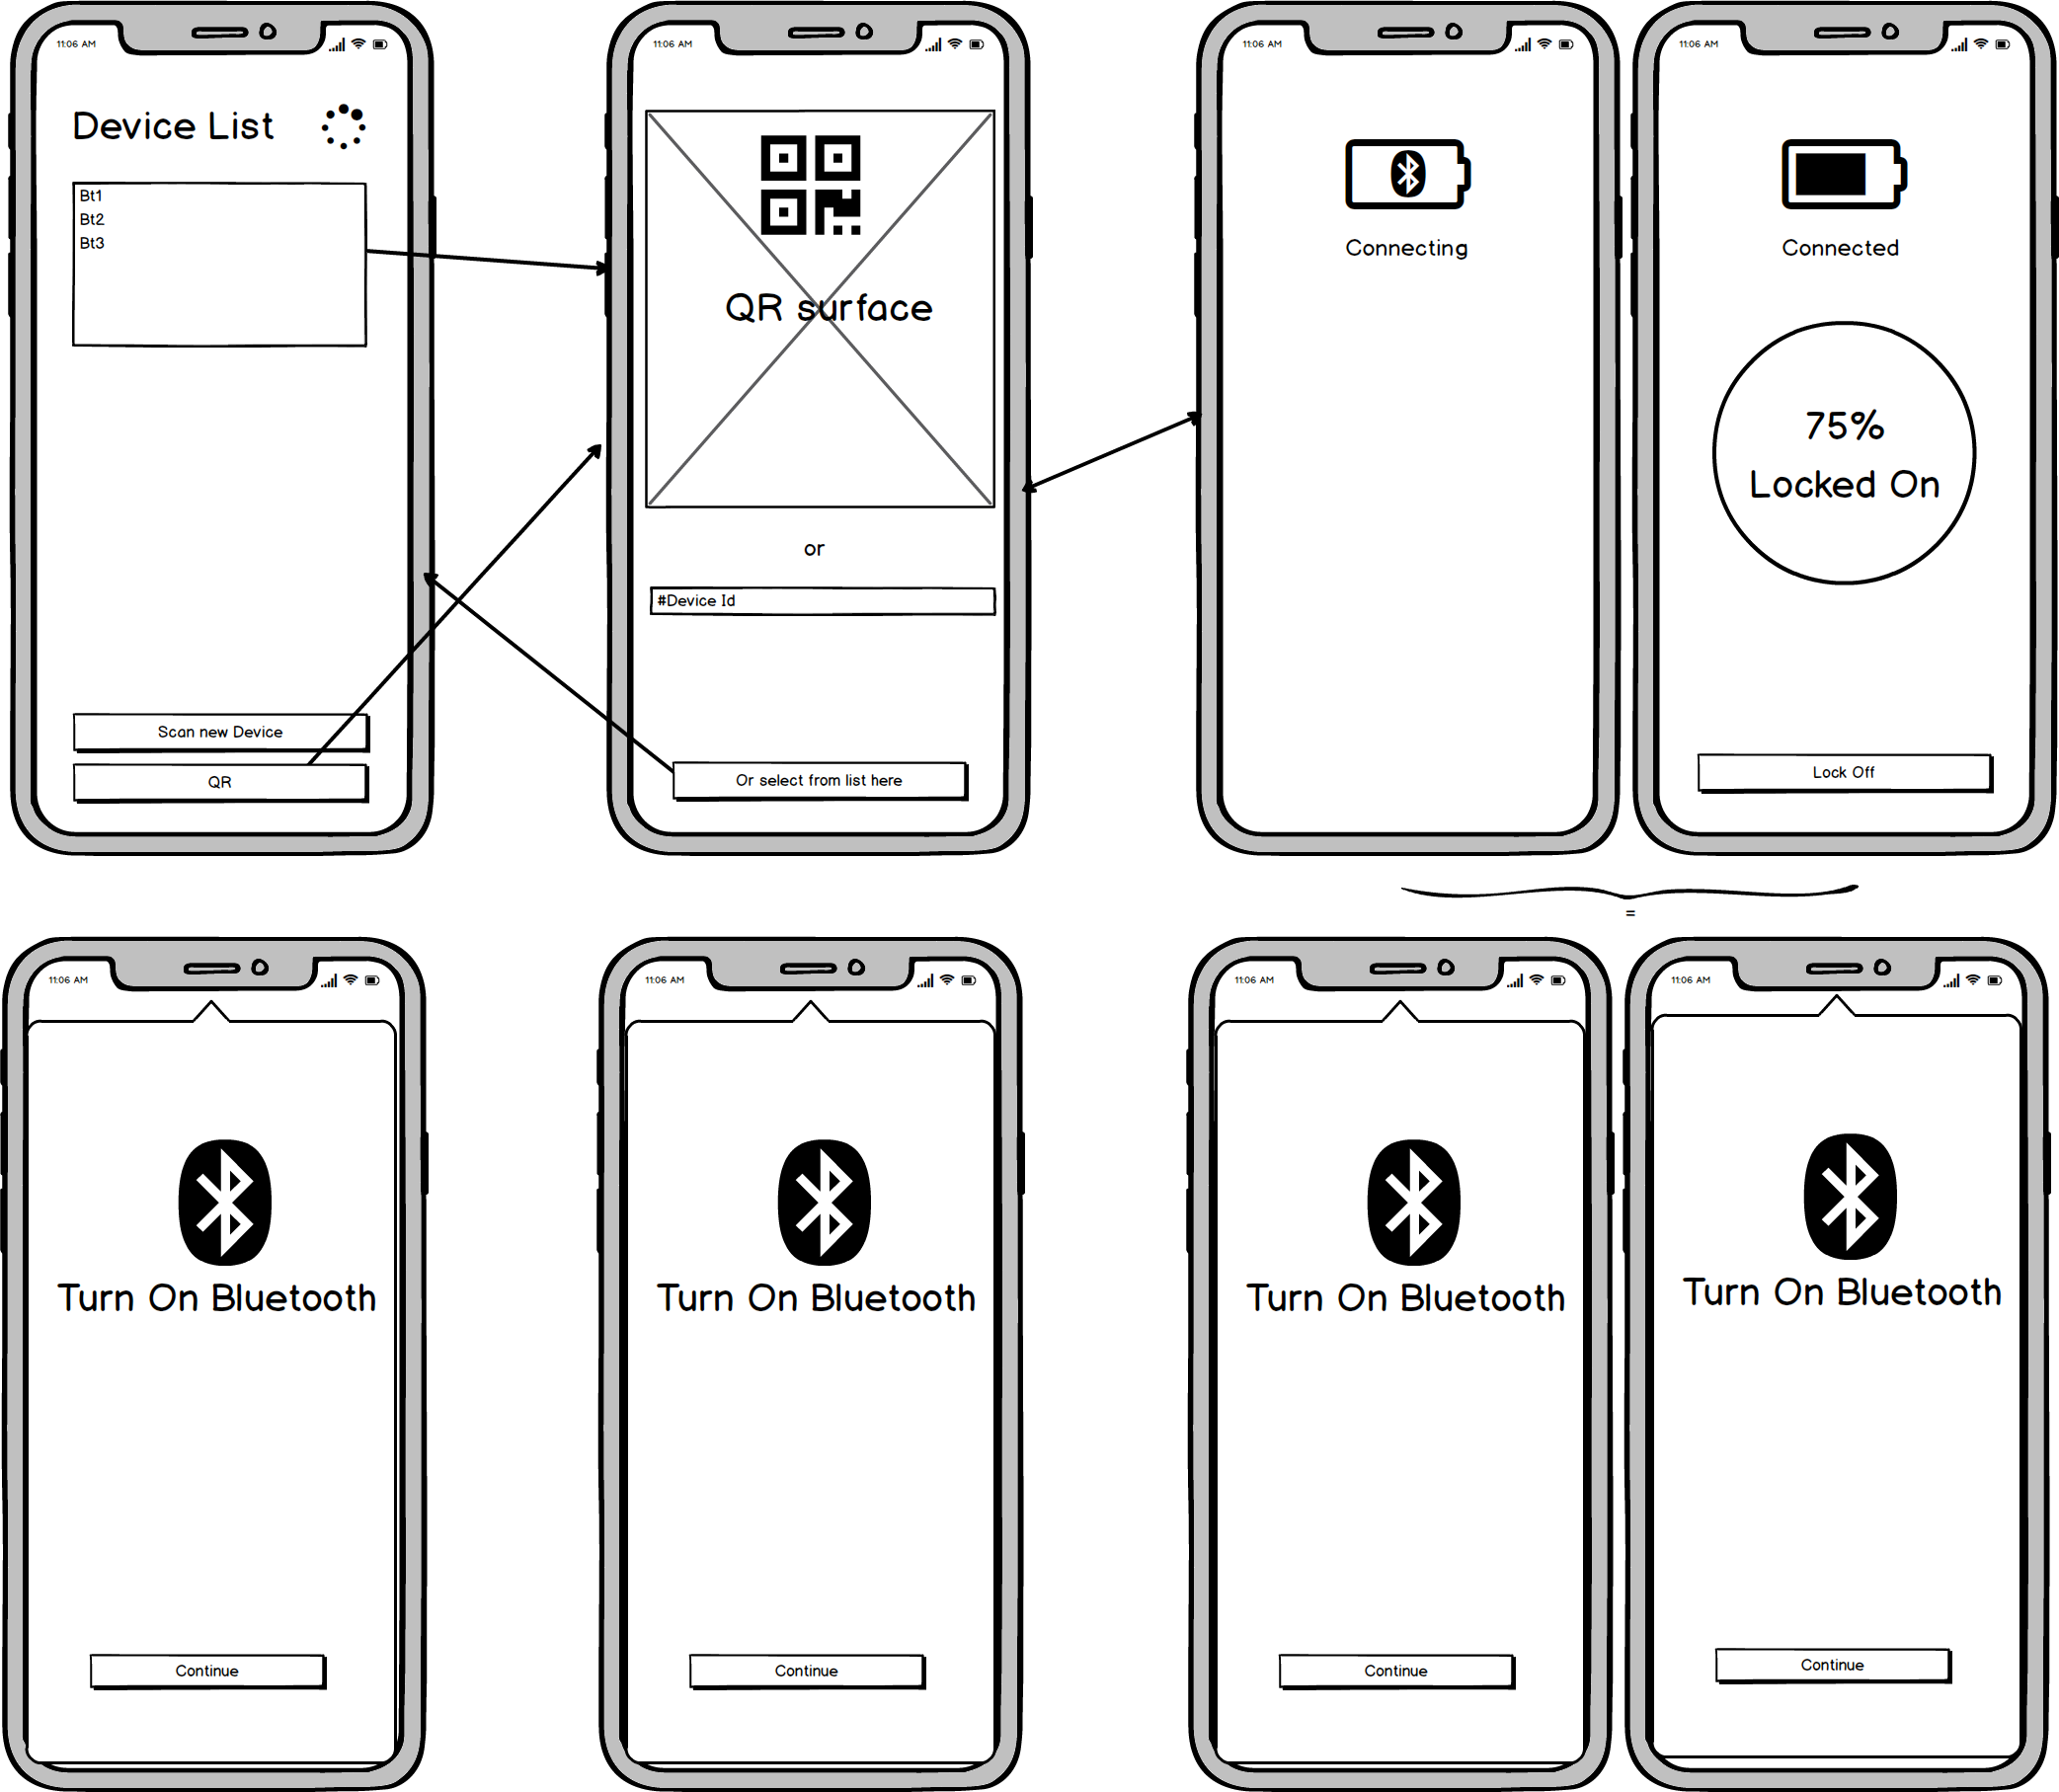 11:06 AM
Device List
Bt1
Bt2
Bt3
Scan new Device
QR
11:06 AM
QR surface
or
#Device Id
Or select from list here
11:06 AM
Connecting
11:06 AM
Connected
75%
Locked On
Lock Off
=
11:06 AM
Turn On Bluetooth
Continue
11:06 AM
Turn On Bluetooth
Continue
11:06 AM
Turn On Bluetooth
Continue
11:06 AM
Turn On Bluetooth
Continue